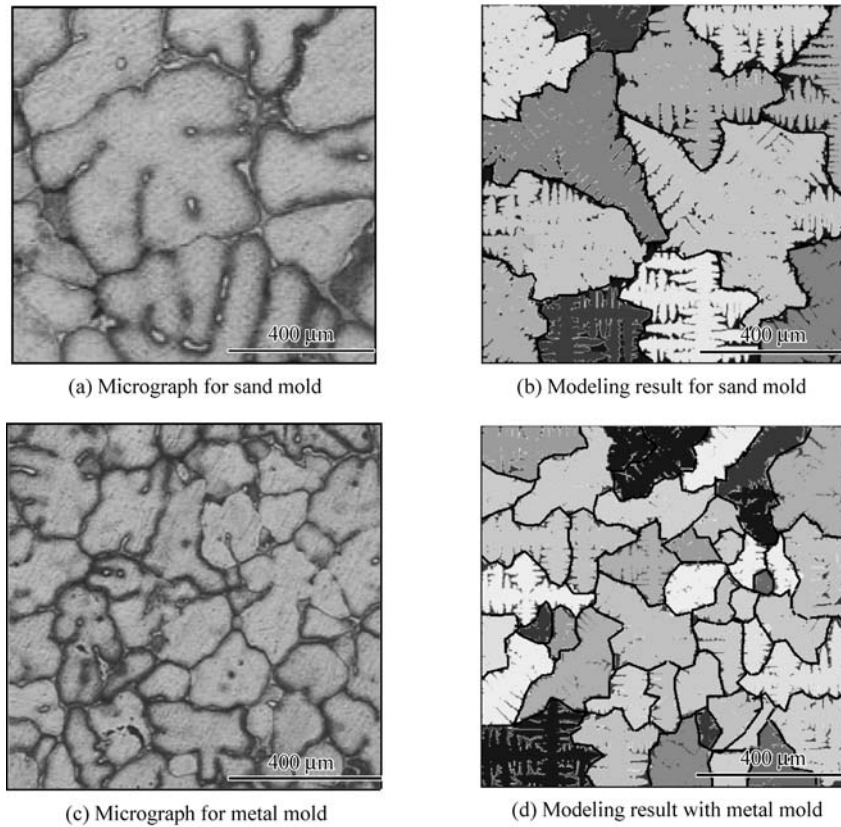 400 μm
400 μm
(a) Micrograph for sand mold
(b) Modeling result for sand mold
400 μm
400 μm
(c) Micrograph for metal mold
(d) Modeling result with metal mold